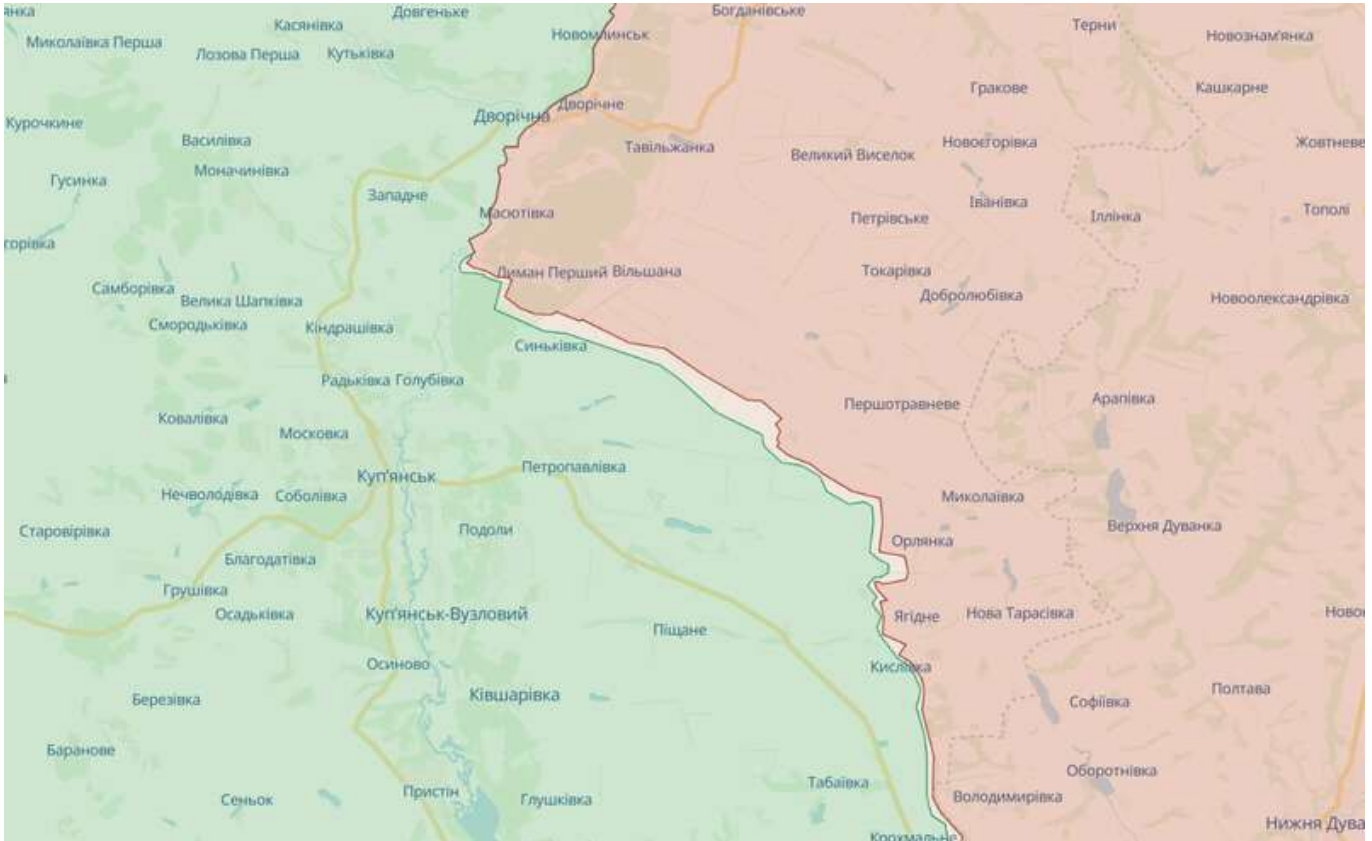 Довгеньке
Богданівське
Касянівка
Терни
Миколаївка Перша
Лозова Перша
Кутьківка
Новомлинськ
Новознам'янка
Гракове
Кашкарне
Дворічне
Дворічна
Курочкине
Василівка
Тавільжанка
Великий Виселок
Новоєгорівка
Жовтневе
Моначинівка
Гусинка
Западне
Масютівка
Петрівське
Іванівка
Іллінка
Тополі
Лиман Перший
Вільшана
Токарівка
Самборівка
Велика Шапківка
Добролюбівка
Новоолександрівка
Смородьківка
Кіндрашівка
Синьківка
Радьківка
Голубівка
Першотравневе
Арапівка
Ковалівка
Московка
Куп'янськ
Петропавлівка
Нечволодівка
Соболівка
Миколаївка
Старовірівка
Подоли
Верхня Дуванка
Орлянка
Благодатівка
Грушівка
Осадьківка
Куп'янськ-Вузловий
Піщане
Ягідне
Нова Тарасівка
Осиново
Кислівка
Березівка
Ківшарівка
Софіївка
Полтава
Баранове
Оборотнівка
Сеньок
Пристін
Глушківка
Табаївка
Володимирівка
Нижня Дува
Крохмальне